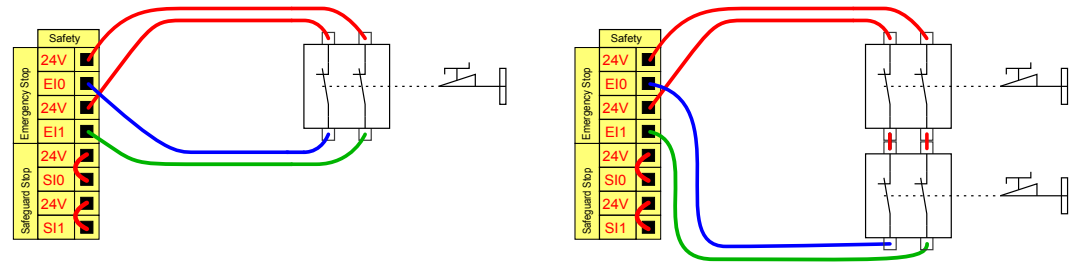 Safety
Emergency Stop
24V
EI0
24V
EI1
Safeguard Stop
24V
SI0
24V
SI1
Safety
Emergency Stop
24V
EI0
24V
EI1
Safeguard Stop
24V
SI0
24V
SI1